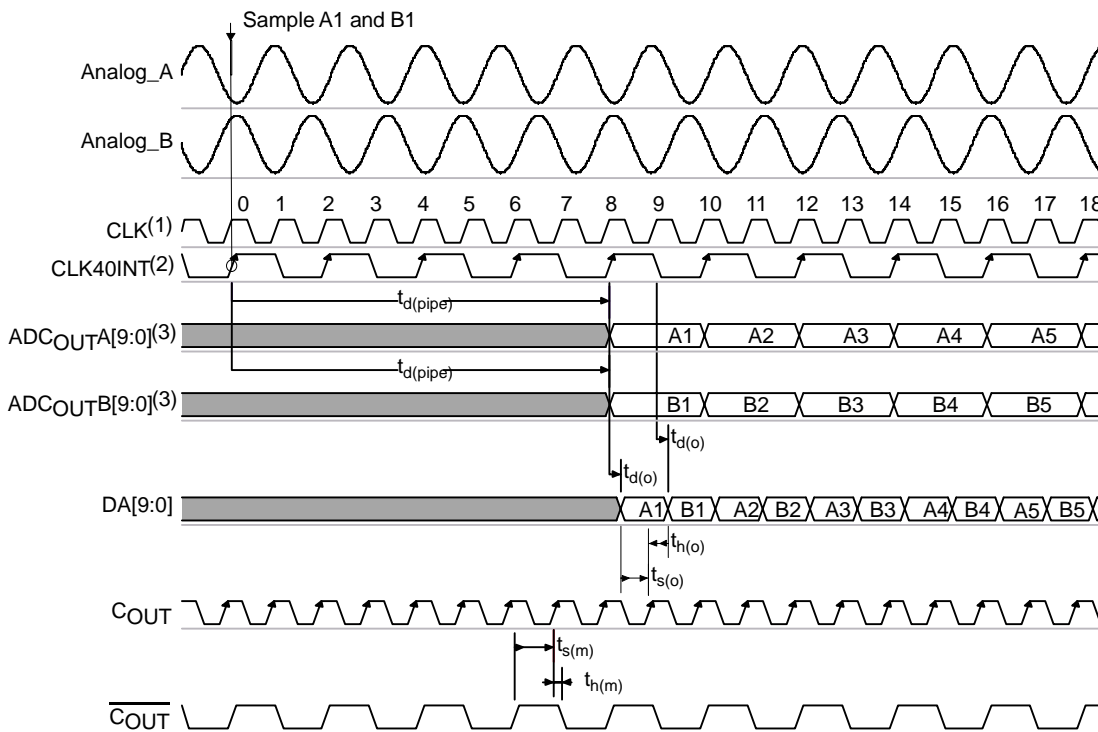 Sample A1 and B1
Analog_A
Analog_B
0 1 2 3 4 5 6 7 8 9 10 11 12 13 14 15 16 17 18
CLK(1)
CLK40INT(2)
td(pipe)
ADCOUTA[9:0](3) A1 A2 A3 A4 A5
td(pipe)
ADCOUTB[9:0](3) B1 B2 B3 B4 B5
td(o)
td(o)
DA[9:0] A1 B1 A2 B2 A3 B3 A4 B4 A5 B5
th(o)
ts(o)
COUT
ts(m)
th(m)
COUT